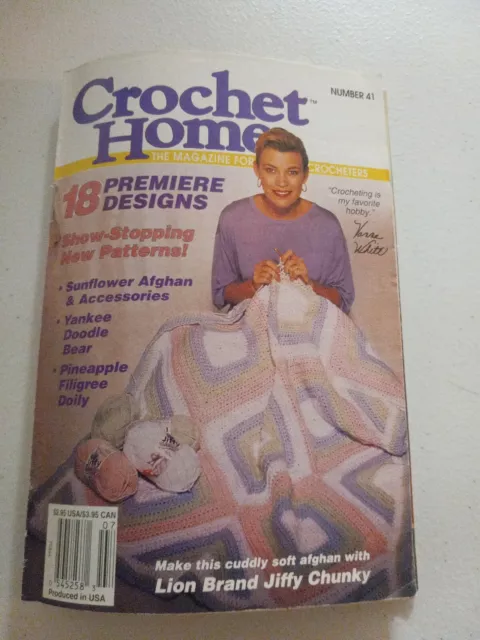 Crochet
Home™
NUMBER 41
THE MAGAZINE FOR CROCHETERS
18 PREMIERE
DESIGNS
Show-Stopping
New Patterns!
• Sunflower Afghan
& Accessories
• Yankee
Doodle
Bear
• Pineapple
Filigree
Doily
"Crocheting is
my favorite
hobby."
Vanna
White
$2.95 USA/$3.95 CAN
07
Produced in USA
Make this cuddly soft afghan with
Lion Brand Jiffy Chunky